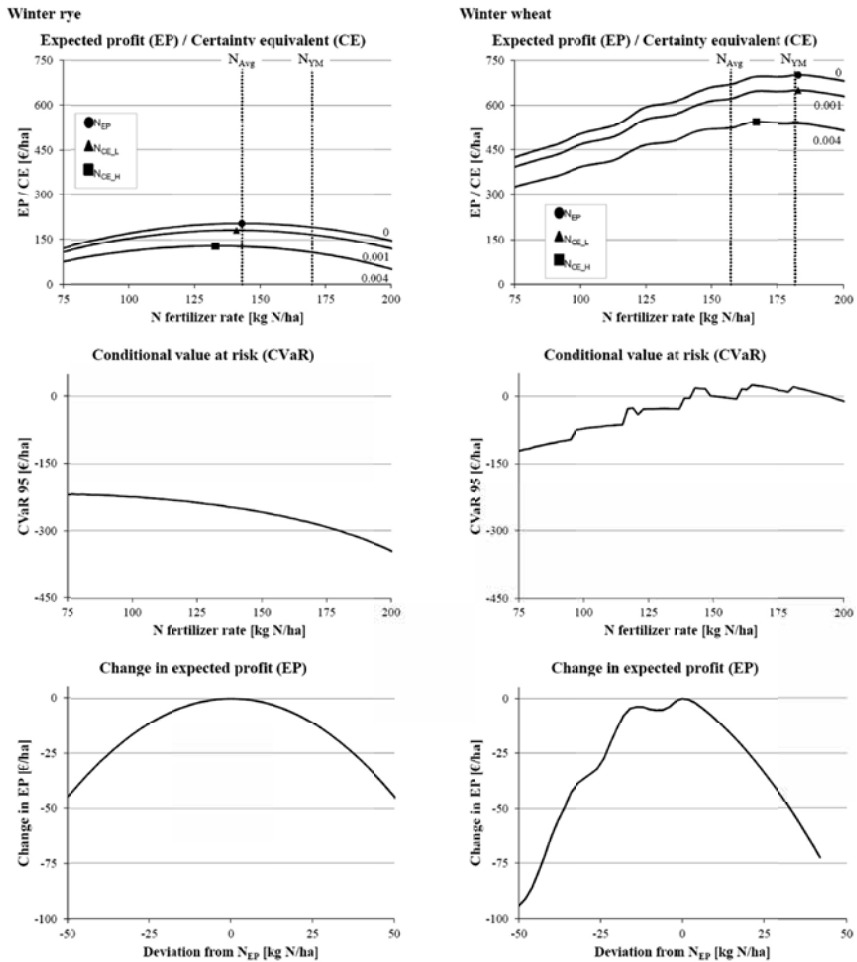 Winter rye
Expected profit (EP) / Certainty equivalent (CE)
N_Avg N_YM
EP / CE [€/ha]
750
600
450
300
150
0
N_EP
N_CE_L
N_CE_H
0
0.001
0.004
75 100 125 150 175 200
N fertilizer rate [kg N/ha]
Conditional value at risk (CVaR)
CVaR 95 [€/ha]
0
-150
-300
-450
75 100 125 150 175 200
N fertilizer rate [kg N/ha]
Change in expected profit (EP)
Change in EP [€/ha]
0
-25
-50
-75
-100
-50 -25 0 25 50
Deviation from N_EP [kg N/ha]
Winter wheat
Expected profit (EP) / Certainty equivalent (CE)
N_Avg N_YM
EP / CE [€/ha]
750
600
450
300
150
0
0
0.001
0.004
N_EP
N_CE_L
N_CE_H
75 100 125 150 175 200
N fertilizer rate [kg N/ha]
Conditional value at risk (CVaR)
CVaR 95 [€/ha]
0
-150
-300
-450
75 100 125 150 175 200
N fertilizer rate [kg N/ha]
Change in expected profit (EP)
Change in EP [€/ha]
0
-25
-50
-75
-100
-50 -25 0 25 50
Deviation from N_EP [kg N/ha]